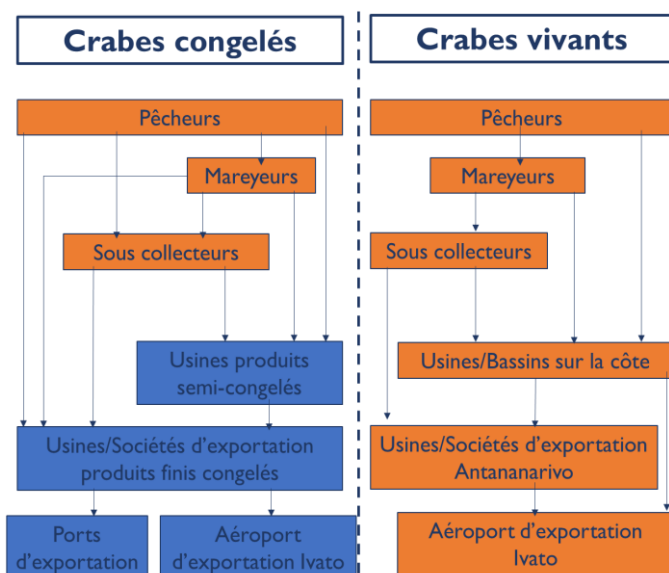 Crabes congelés
Pêcheurs
Mareyeurs
Sous collecteurs
Usines produits
semi-congelés
Usines/Sociétés d'exportation
produits finis congelés
Ports
d'exportation
Aéroport
d'exportation Ivato
Crabes vivants
Pêcheurs
Mareyeurs
Sous collecteurs
Usines/Bassins sur la côte
Usines/Sociétés d'exportation
Antananarivo
Aéroport d'exportation
Ivato